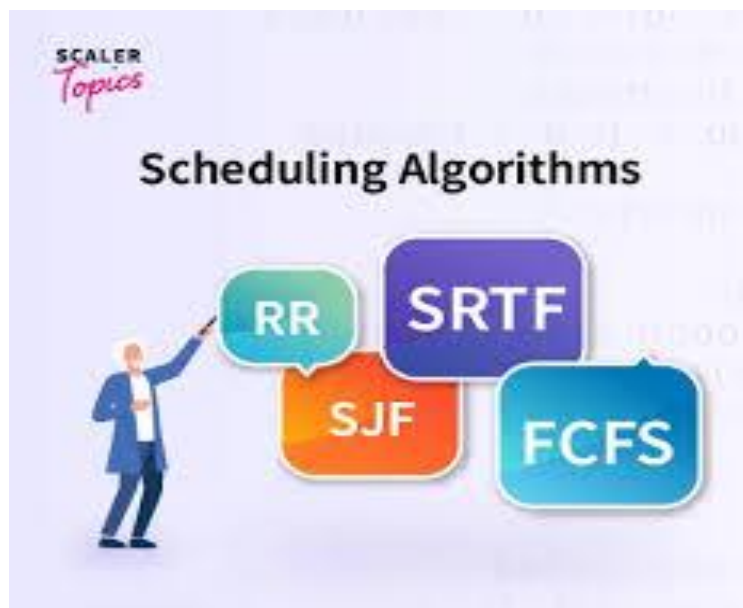 SCALER
Topics
Scheduling Algorithms
RR
SRTF
SJF
FCFS